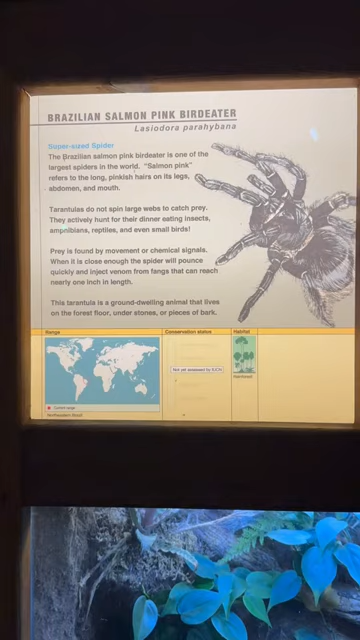 BRAZILIAN SALMON PINK BIRDEATER
Lasiodora parahybana
Super-sized Spider
The Brazilian salmon pink birdeater is one of the
largest spiders in the world. "Salmon pink"
refers to the long, pinkish hairs on its legs,
abdomen, and mouth.
Tarantulas do not spin large webs to catch prey.
They actively hunt for their dinner eating insects,
amphibians, reptiles, and even small birds!
Prey is found by movement or chemical signals.
When it is close enough the spider will pounce
quickly and inject venom from fangs that can reach
nearly one inch in length.
This tarantula is a ground-dwelling animal that lives
on the forest floor, under stones, or pieces of bark.
Range
Conservation status
Habitat
Not yet assessed by IUCN
Rainforest
Current range
Northeastern Brazil